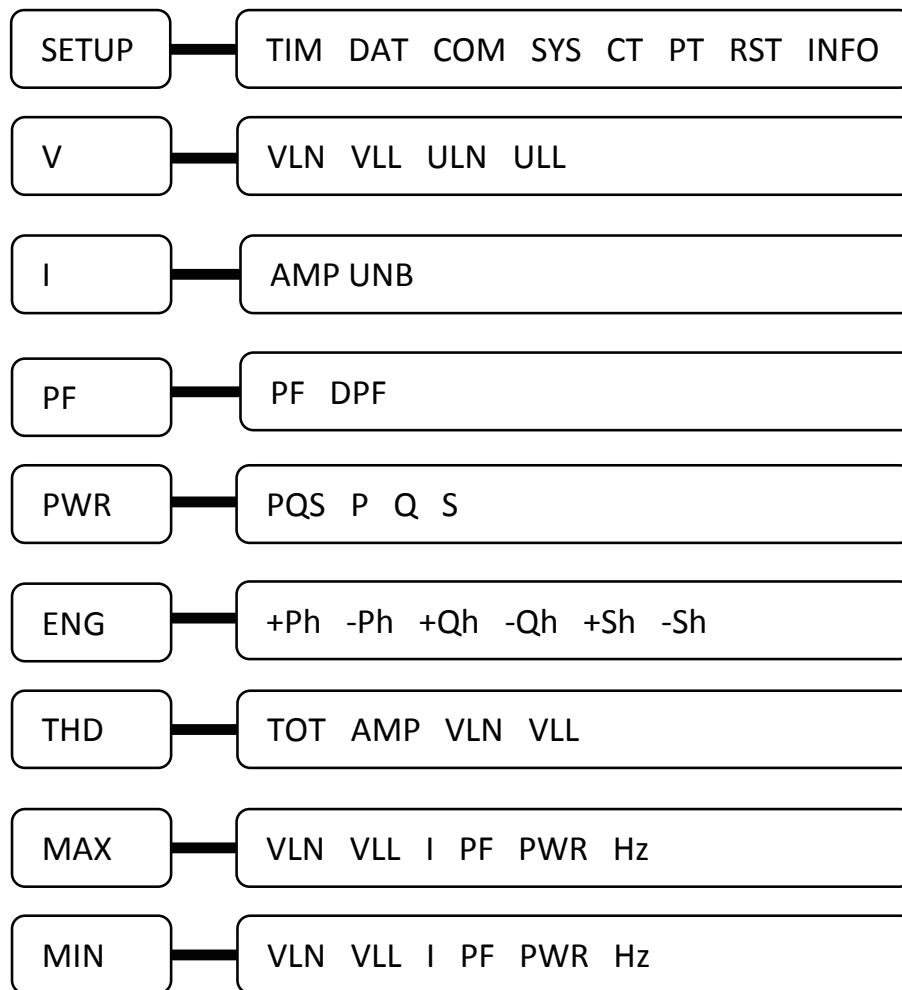 SETUP TIM DAT COM SYS CT PT RST INFO
V VLN VLL ULN ULL
I AMP UNB
PF PF DPF
PWR PQS P Q S
ENG +Ph -Ph +Qh -Qh +Sh -Sh
THD TOT AMP VLN VLL
MAX VLN VLL I PF PWR Hz
MIN VLN VLL I PF PWR Hz